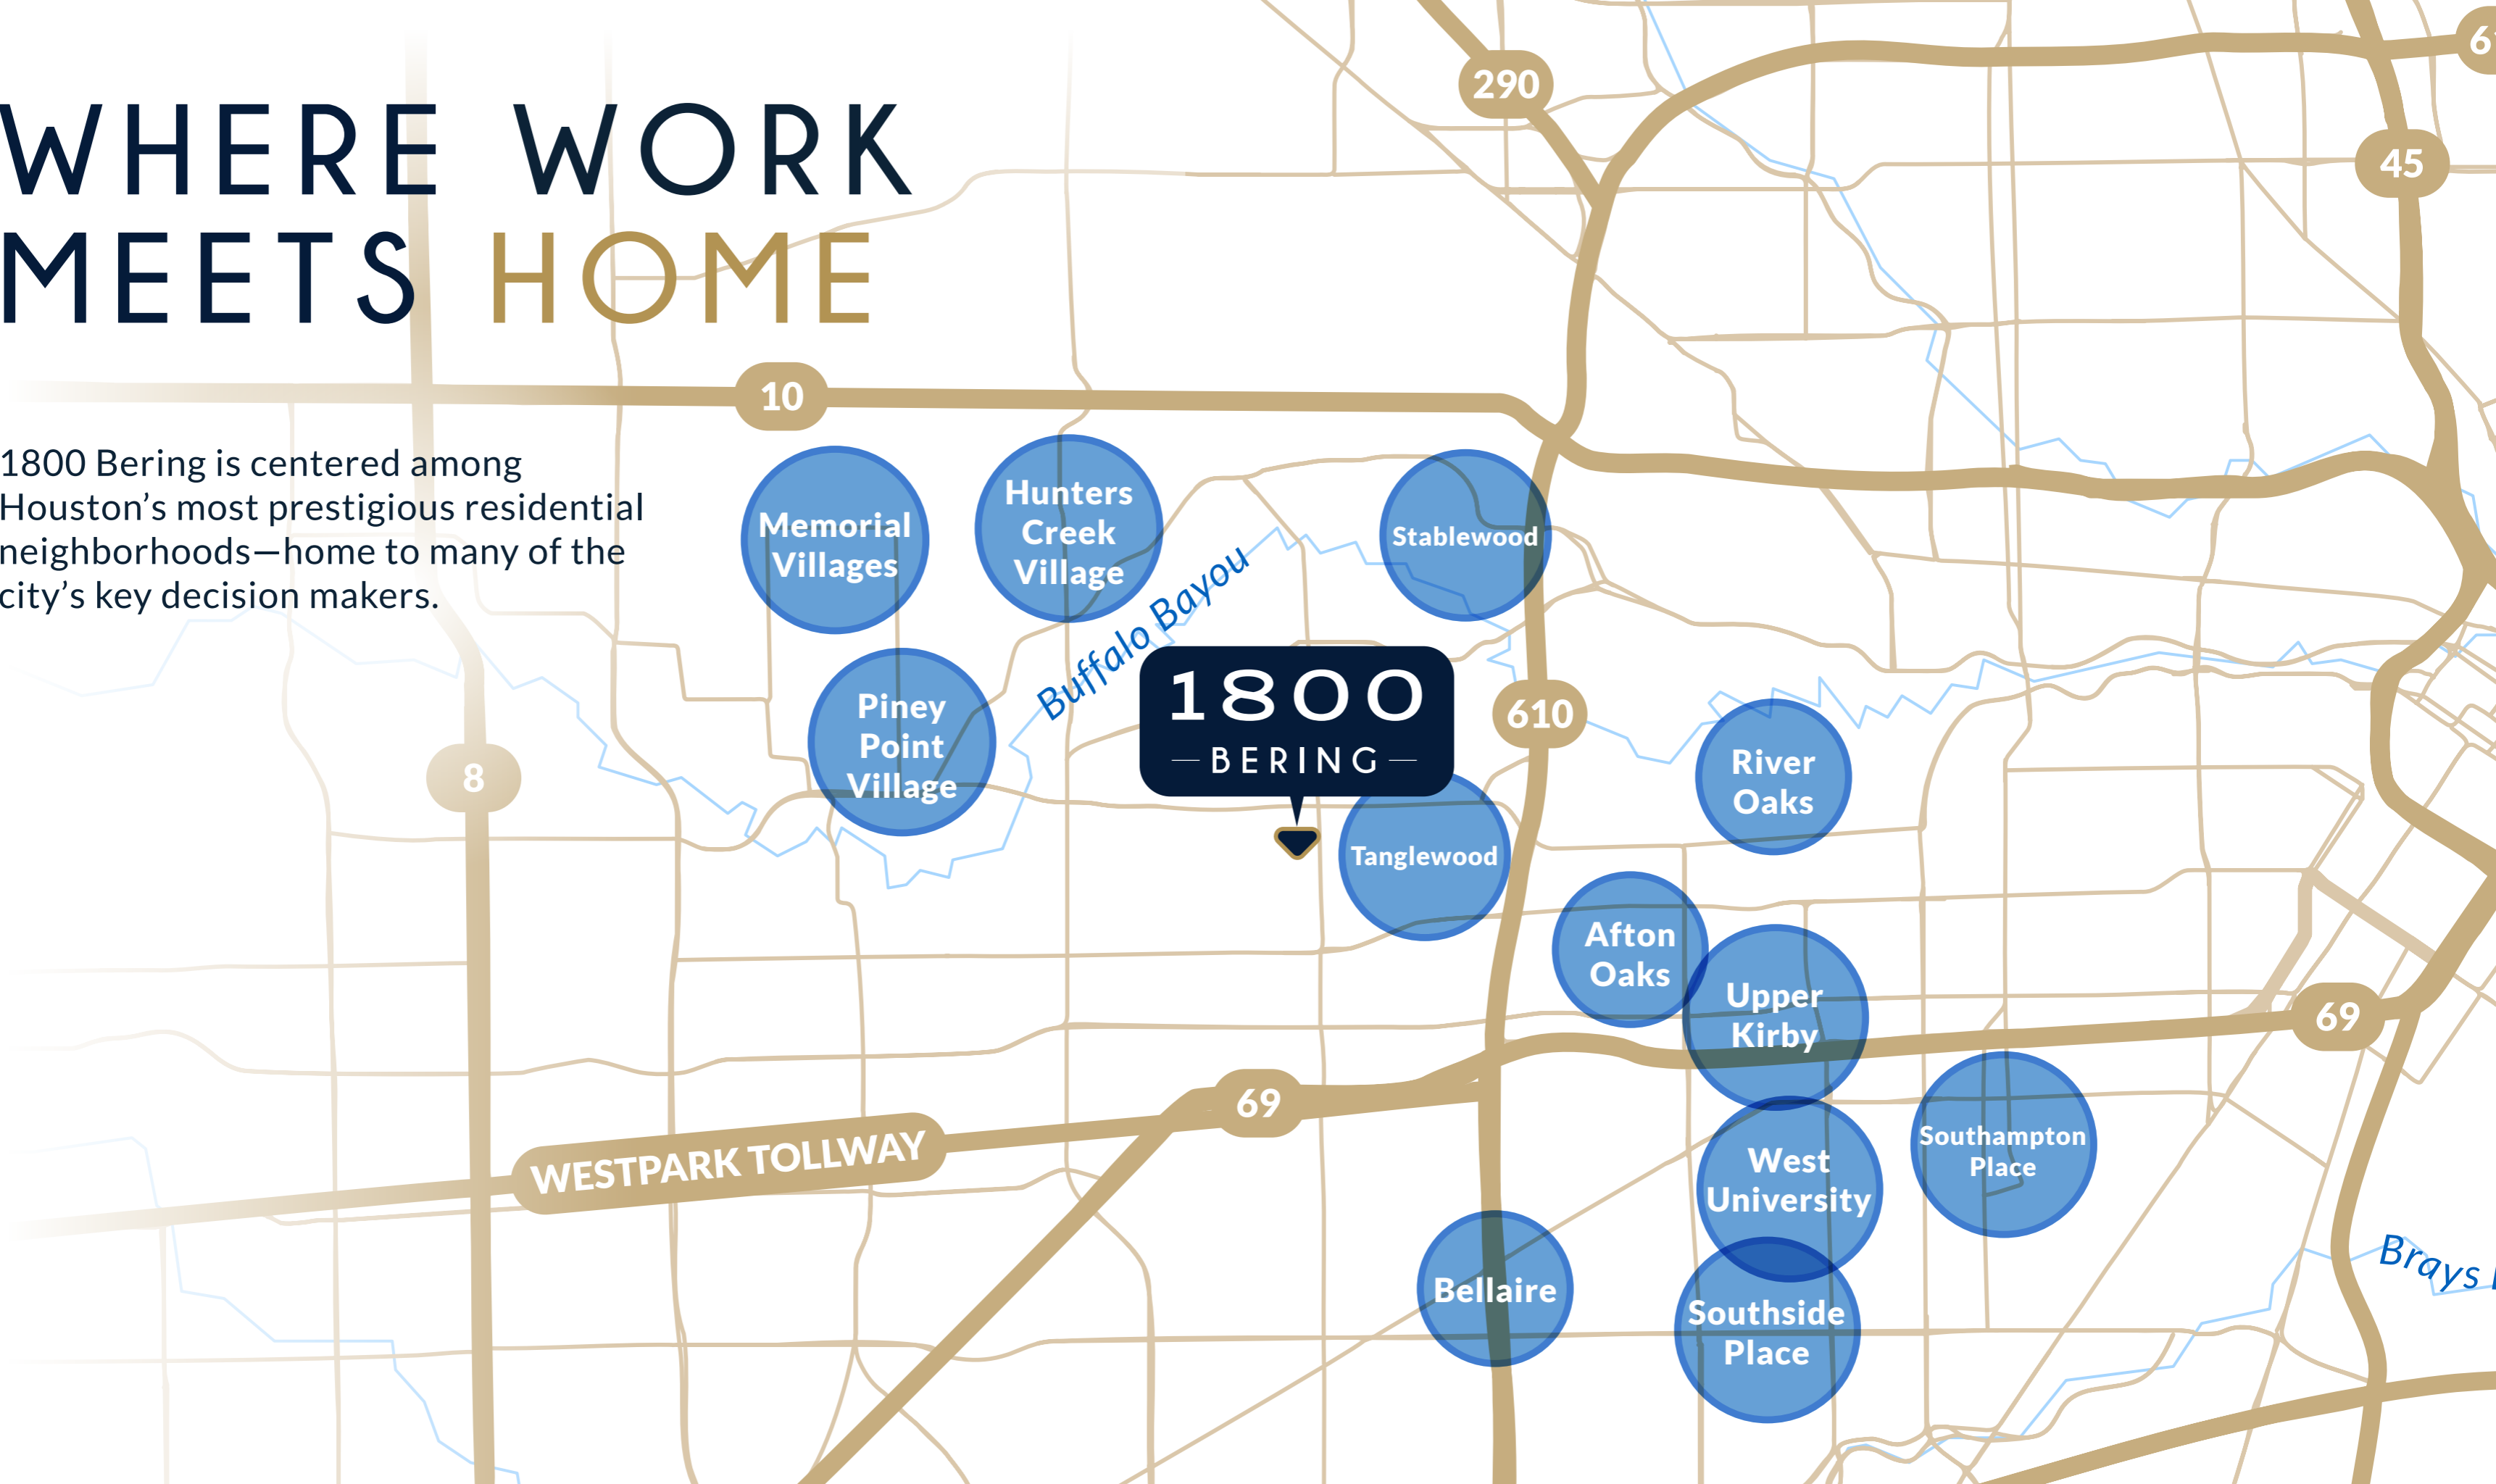 WHERE WORK
MEETS HOME
1800 Bering is centered among
Houston’s most prestigious residential
neighborhoods—home to many of the
city’s key decision makers.
290
45
10
Memorial
Villages
Hunters
Creek
Village
Stablewood
Buffalo Bayou
Piney
Point
Village
1800
BERING
610
River
Oaks
8
Tanglewood
Afton
Oaks
Upper
Kirby
69
69
WESTPARK TOLLWAY
Southampton
Place
West
University
Bellaire
Southside
Place
Brays